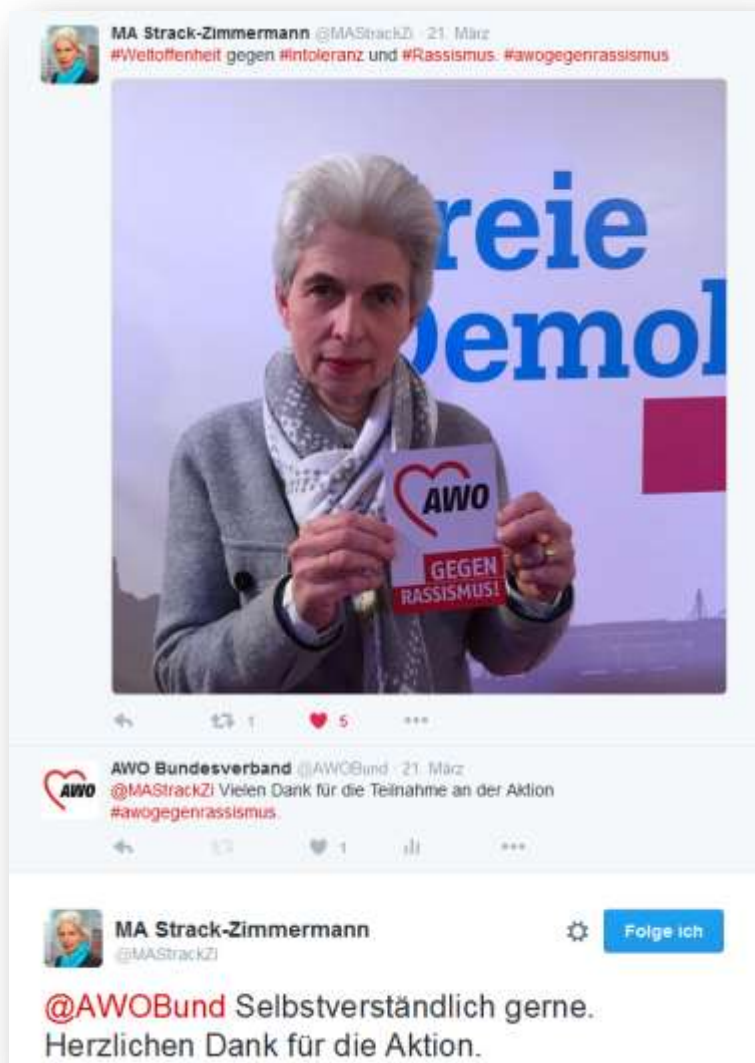 MA Strack-Zimmermann @MAStrackZi · 21. März
#Weltoffenheit gegen #Intoleranz und #Rassismus. #awogegenrassismus
reie
Demok
AWO
GEGEN
RASSISMUS!
1 5
AWO
AWO Bundesverband @AWOBund · 21. März
@MAStrackZi Vielen Dank für die Teilnahme an der Aktion
#awogegenrassismus.
1
MA Strack-Zimmermann
@MAStrackZi
Folge ich
@AWOBund Selbstverständlich gerne.
Herzlichen Dank für die Aktion.